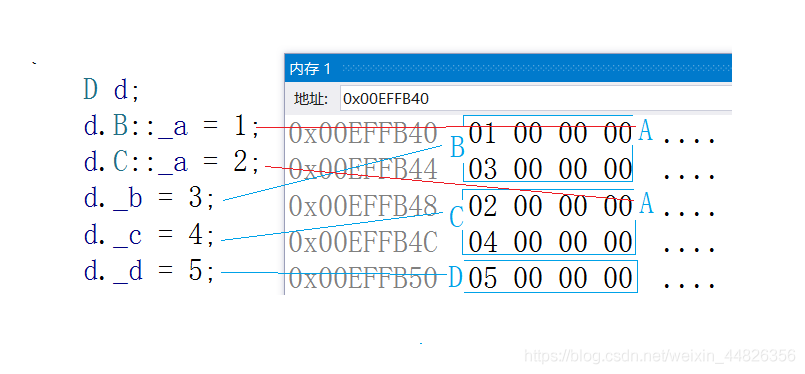 内存 1
地址: 0x00EFFB40
D d;
d.B::_a = 1;
d.C::_a = 2;
d._b = 3;
d._c = 4;
d._d = 5;
0x00EFFB40 01 00 00 00 A ....
B
0x00EFFB44 03 00 00 00 ....
0x00EFFB48 02 00 00 00 A ....
C
0x00EFFB4C 04 00 00 00 ....
0x00EFFB50 D 05 00 00 00 ....
https://blog.csdn.net/weixin_44826356